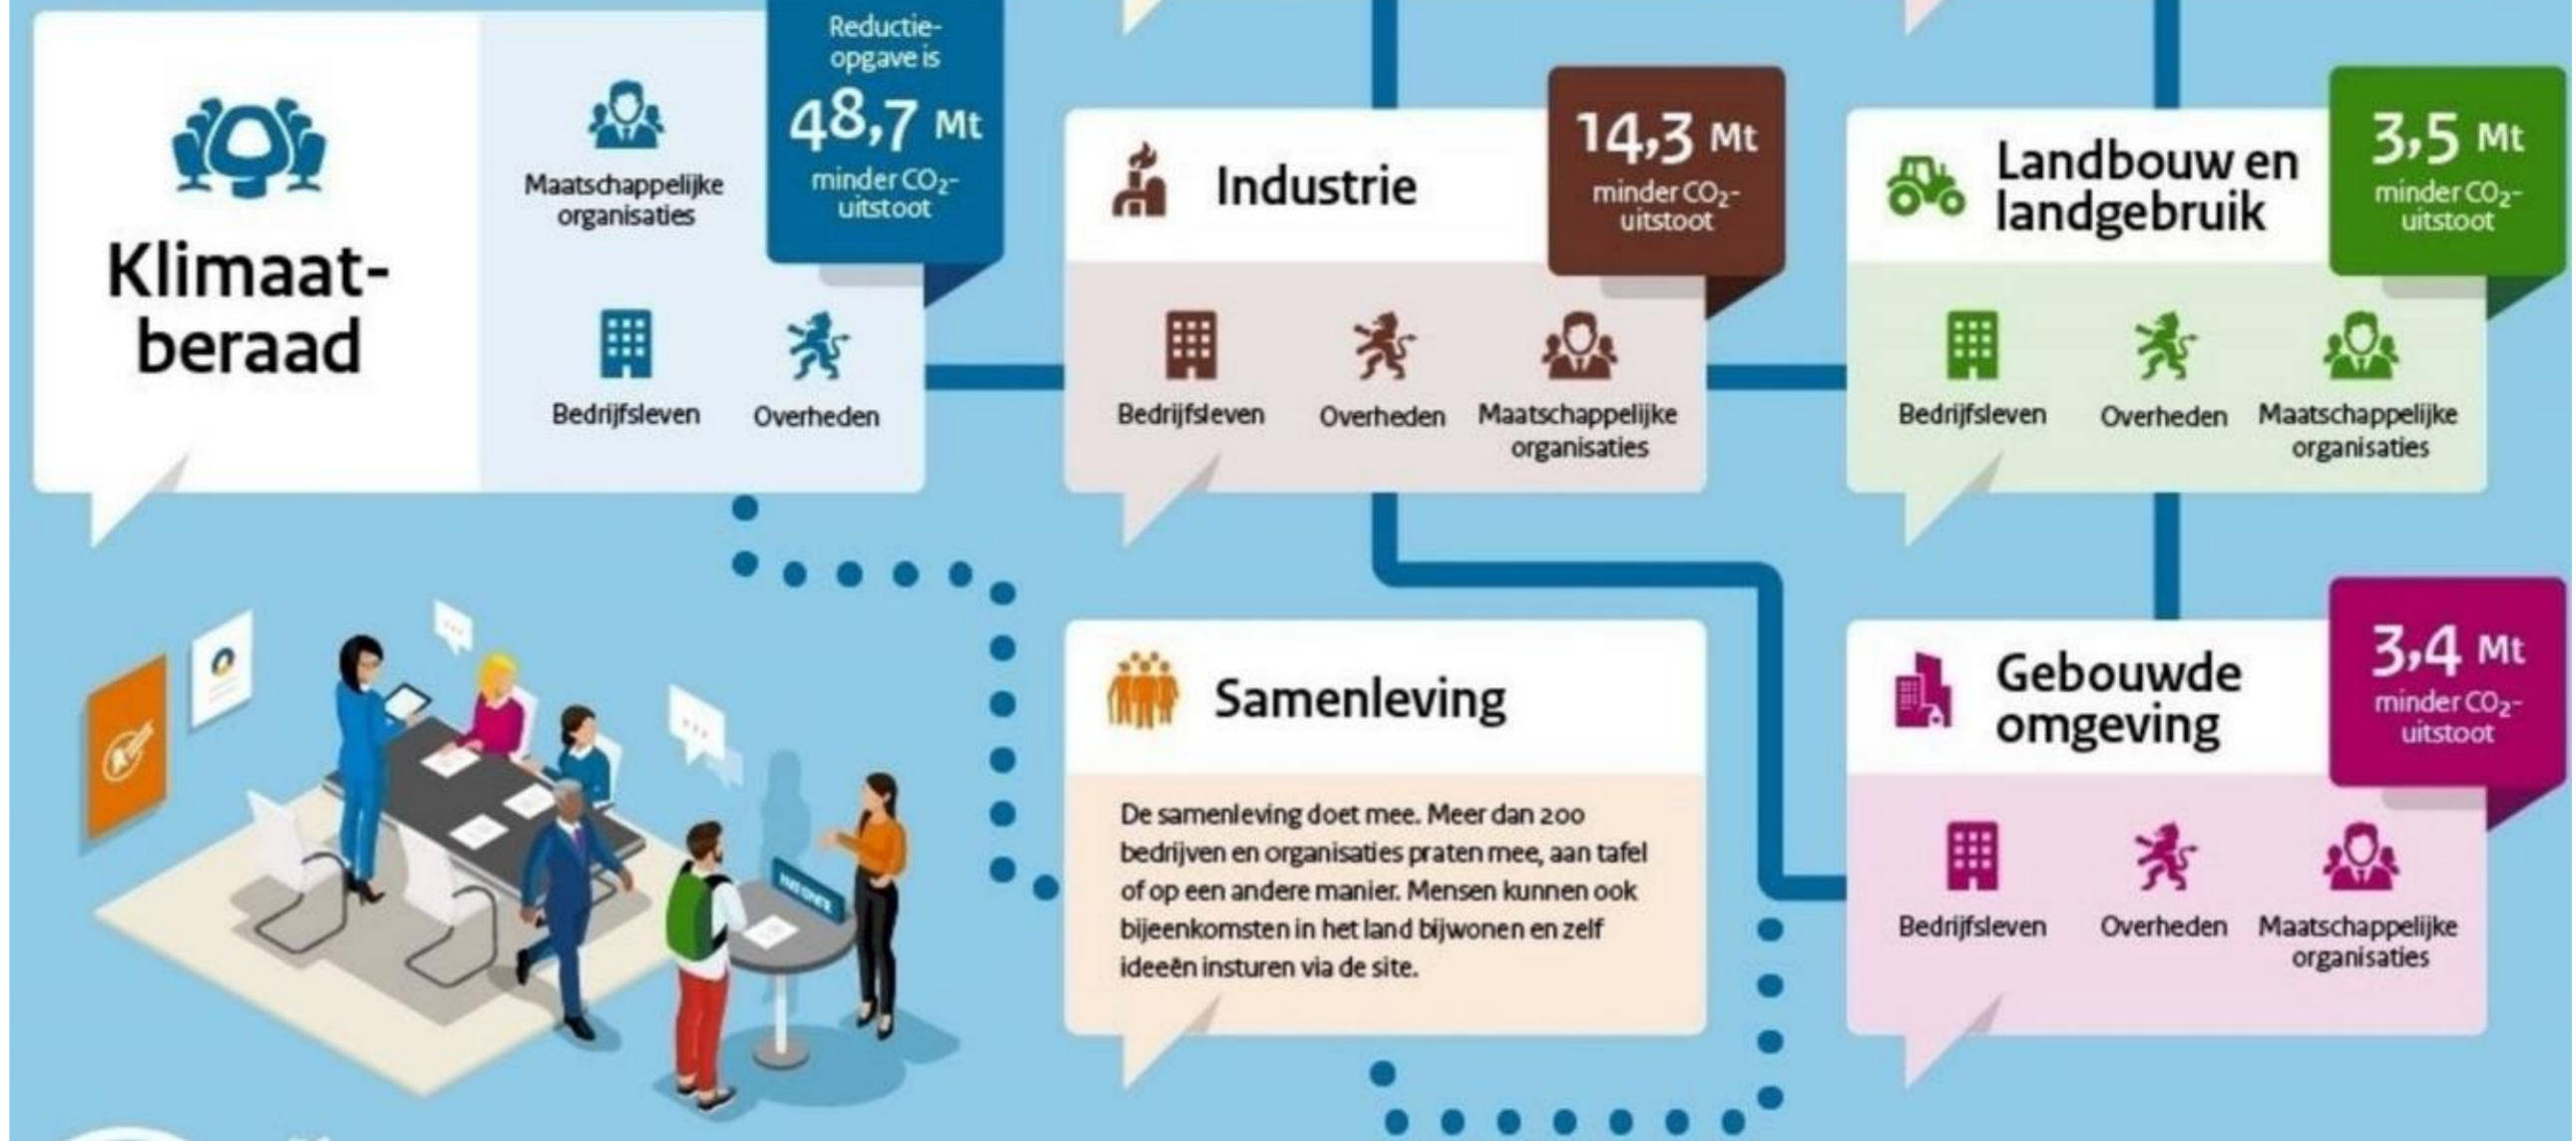 Klimaat-
beraad
Maatschappelijke
organisaties
Bedrijfsleven
Overheden
Reductie-
opgave is
48,7 Mt
minder CO₂-
uitstoot
Industrie
14,3 Mt
minder CO₂-
uitstoot
Bedrijfsleven
Overheden
Maatschappelijke
organisaties
Landbouw en
landgebruik
3,5 Mt
minder CO₂-
uitstoot
Bedrijfsleven
Overheden
Maatschappelijke
organisaties
Samenleving
De samenleving doet mee. Meer dan 200
bedrijven en organisaties praten mee, aan tafel
of op een andere manier. Mensen kunnen ook
bijeenkomsten in het land bijwonen en zelf
ideeën insturen via de site.
Gebouwde
omgeving
3,4 Mt
minder CO₂-
uitstoot
Bedrijfsleven
Overheden
Maatschappelijke
organisaties